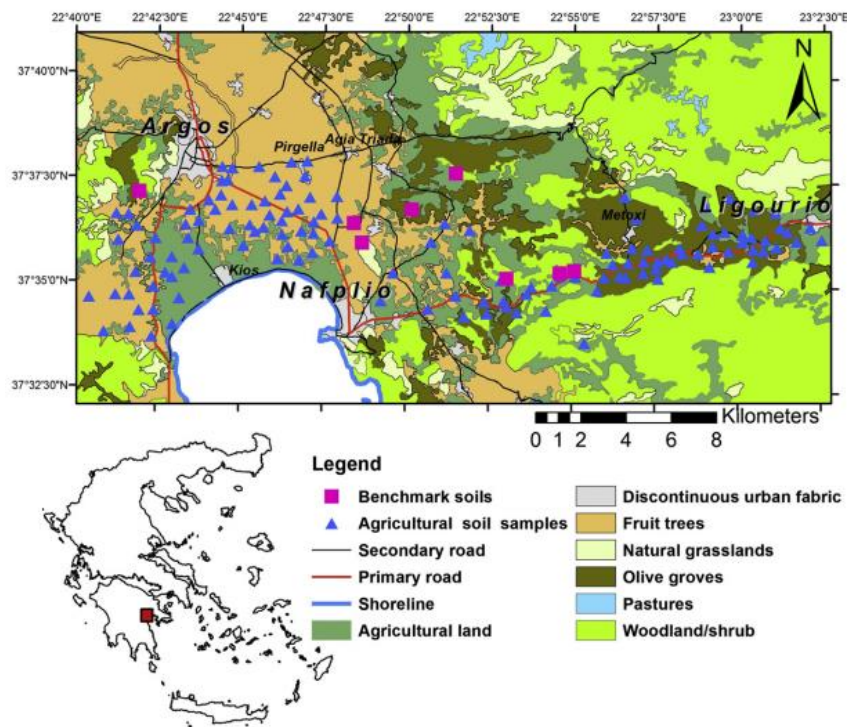 22°40'0"E 22°42'30"E 22°45'0"E 22°47'30"E 22°50'0"E 22°52'30"E 22°55'0"E 22°57'30"E 23°0'0"E 23°2'30"E
37°40'0"N
37°37'30"N
37°35'0"N
37°32'30"N
N
Argos
Pirgella
Agia Triada
Metoxi
Ligourio
Kios
Nafplio
Kilometers
0 1 2 4 6 8
Legend
Benchmark soils
Agricultural soil samples
Secondary road
Primary road
Shoreline
Agricultural land
Discontinuous urban fabric
Fruit trees
Natural grasslands
Olive groves
Pastures
Woodland/shrub